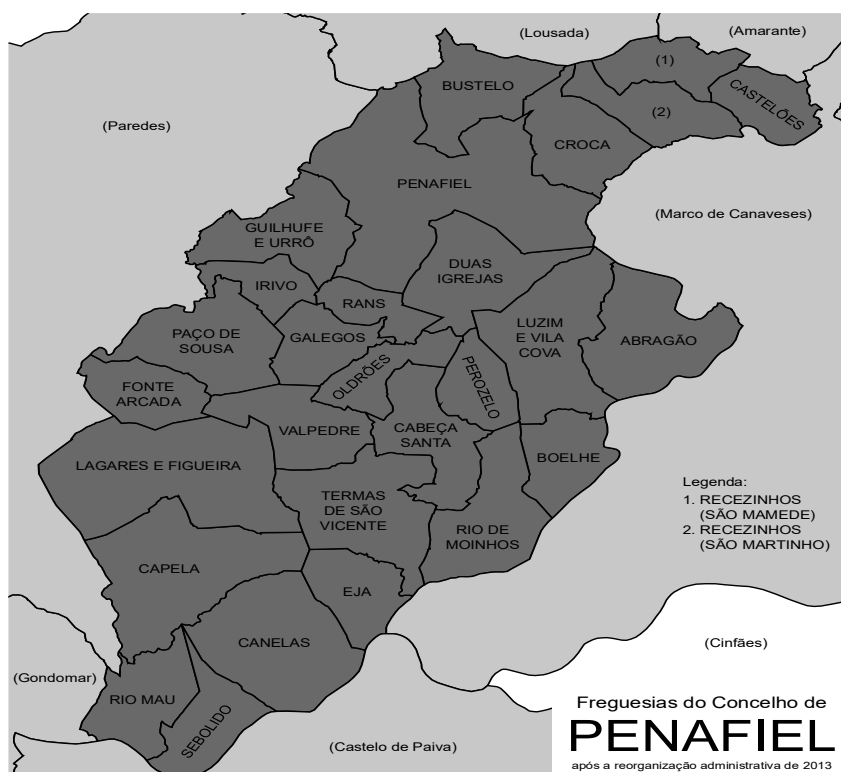 (Lousada)
(Amarante)
(1)
BUSTELO
CASTELÕES
(2)
(Paredes)
CROCA
PENAFIEL
(Marco de Canaveses)
GUILHUFE
E URRÔ
DUAS
IGREJAS
IRIVO
RANS
LUZIM
E VILA
COVA
PAÇO DE
SOUSA
GALEGOS
ABRAGÃO
OLDRÕES
PEROZELO
FONTE
ARCADA
VALPEDRE
CABEÇA
SANTA
BOELHE
LAGARES E FIGUEIRA
Legenda:
1. RECEZINHOS
(SÃO MAMEDE)
2. RECEZINHOS
(SÃO MARTINHO)
TERMAS
DE SÃO
VICENTE
RIO DE
MOINHOS
CAPELA
EJA
CANELAS
(Cinfães)
(Gondomar)
RIO MAU
SEBOLIDO
(Castelo de Paiva)
Freguesias do Concelho de
PENAFIEL
após a reorganização administrativa de 2013